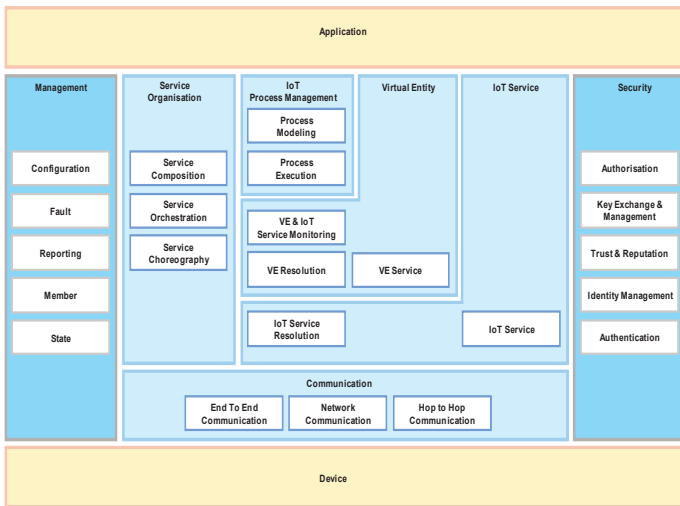 Application
Management
Service
Organisation
IoT
Process Management
Virtual Entity
IoT Service
Security
Configuration
Fault
Reporting
Member
State
Service
Composition
Service
Orchestration
Service
Choreography
Process
Modeling
Process
Execution
VE & IoT
Service Monitoring
VE Resolution
VE Service
IoT Service
Resolution
IoT Service
Authorisation
Key Exchange &
Management
Trust & Reputation
Identity Management
Authentication
Communication
End To End
Communication
Network
Communication
Hop to Hop
Communication
Device